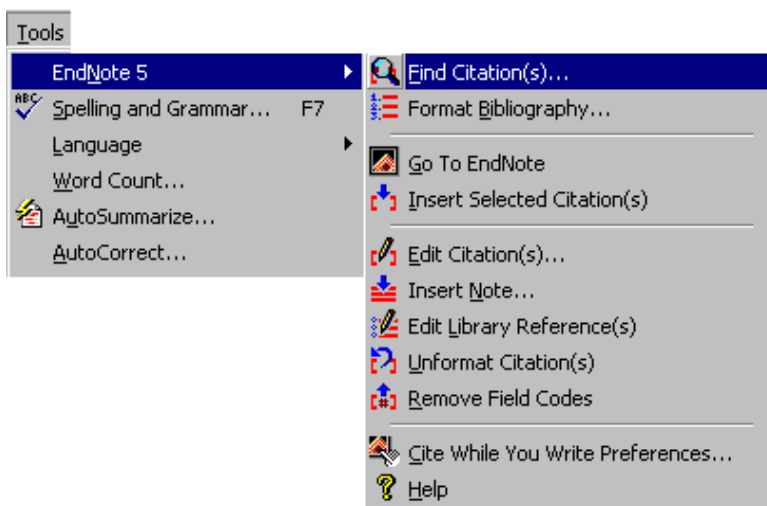 Tools
EndNote 5
Spelling and Grammar... F7
Language
Word Count...
AutoSummarize...
AutoCorrect...
Find Citation(s)...
Format Bibliography...
Go To EndNote
Insert Selected Citation(s)
Edit Citation(s)...
Insert Note...
Edit Library Reference(s)
Unformat Citation(s)
Remove Field Codes
Cite While You Write Preferences...
Help